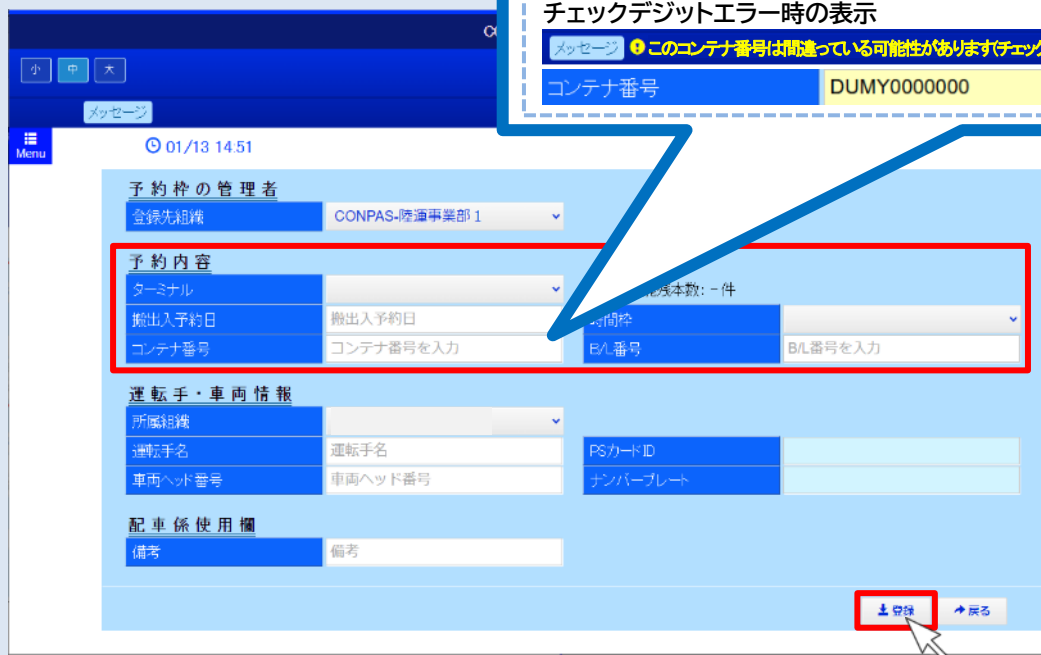 チェックデジットエラー時の表示
メッセージ このコンテナ番号は間違っている可能性があります(チェック
コンテナ番号 DUMY0000000
小 中 大
メッセージ
Menu
01/13 14:51
予約枠の管理者
登録先組織 CONPAS-陸運事業部1
予約内容
ターミナル 残本数: - 件
搬出入予約日 搬出入予約日 時間枠
コンテナ番号 コンテナ番号を入力 B/L番号 B/L番号を入力
運転手・車両情報
所属組織
運転手名 運転手名 PSカードID
車両ヘッド番号 車両ヘッド番号 ナンバープレート
配車係使用欄
備考 備考
登録 戻る